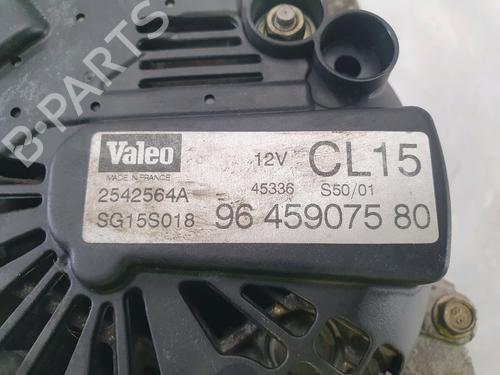 B-PARTS
Valeo
MADE IN FRANCE
12V CL15
2542564A 45336 S50/01
SG15S018 96 459075 80